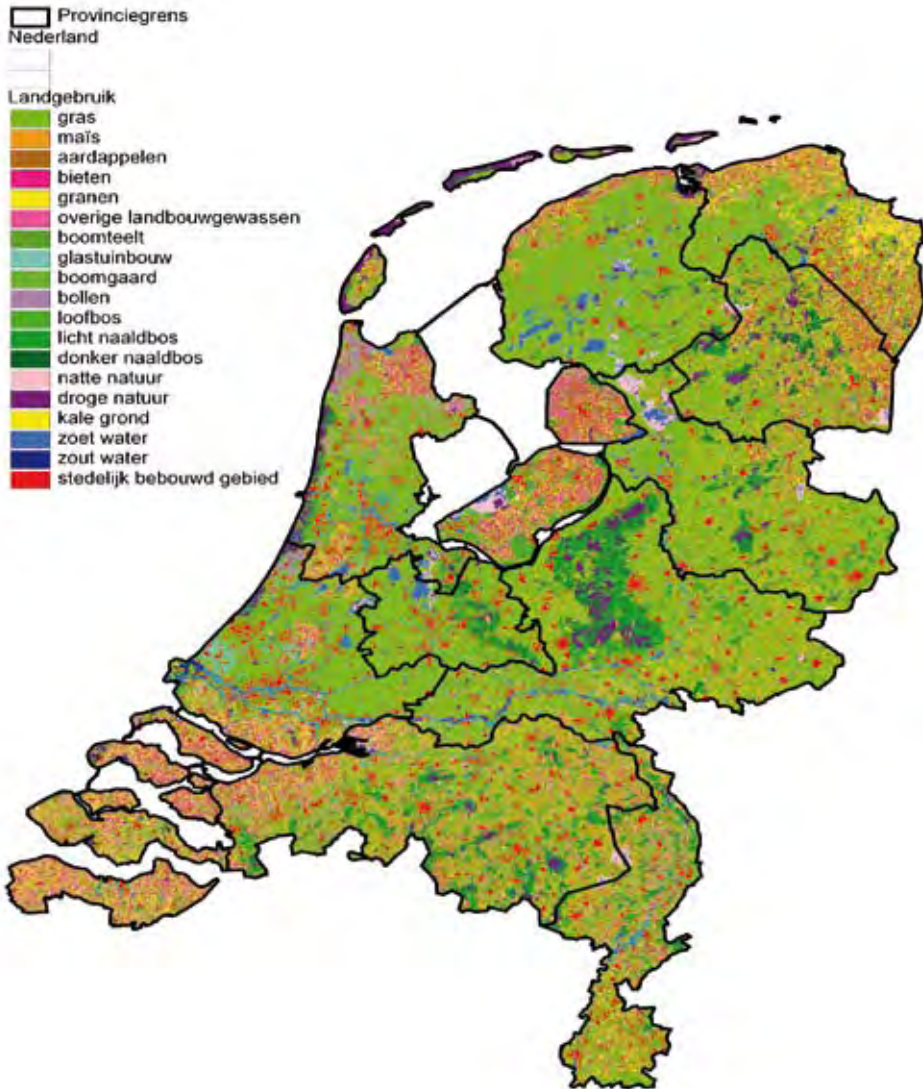 Provinciegrens
Nederland
Landgebruik
gras
maïs
aardappelen
bieten
granen
overige landbouwgewassen
boomteelt
glastuinbouw
boomgaard
bollen
loofbos
licht naaldbos
donker naaldbos
natte natuur
droge natuur
kale grond
zoet water
zout water
stedelijk bebouwd gebied